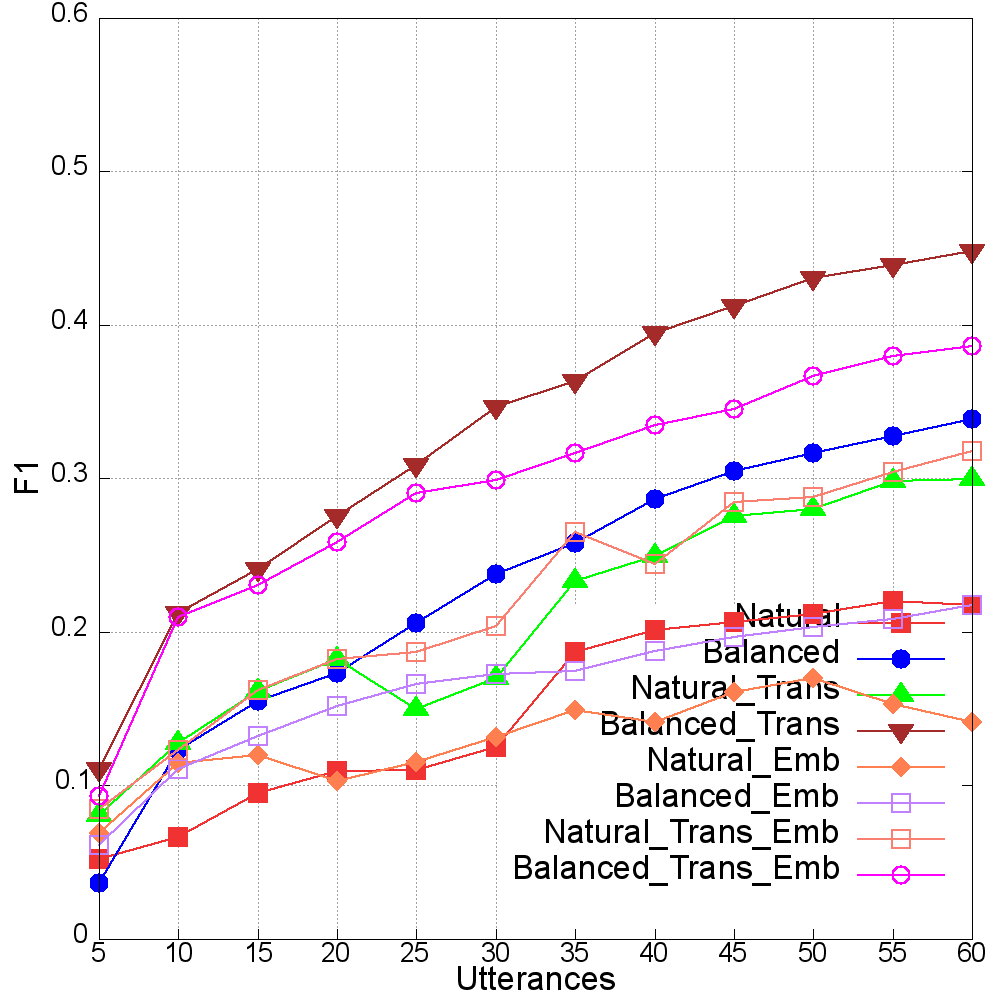 0.6
0.5
0.4
0.3
0.2
0.1
0
F1
Natural
Balanced
Natural_Trans
Balanced_Trans
Natural_Emb
Balanced_Emb
Natural_Trans_Emb
Balanced_Trans_Emb
5 10 15 20 25 30 35 40 45 50 55 60
Utterances